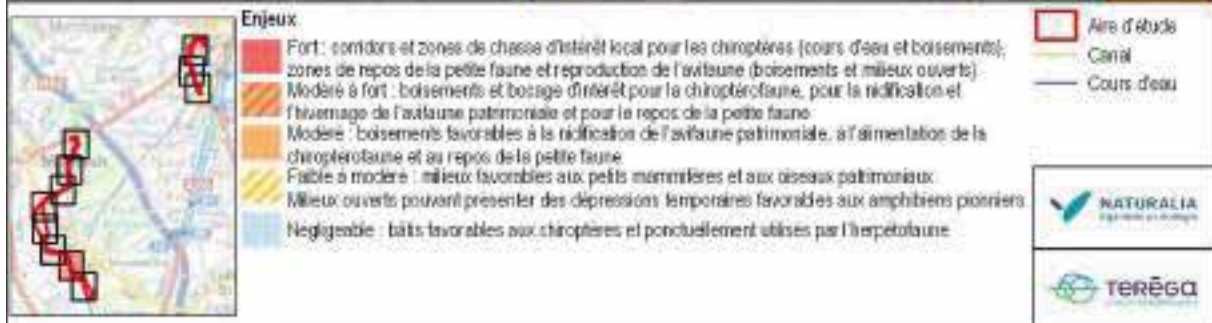 Enjeux
Fort : corridors et zones de chasse d'intérêt local pour les chiroptères (cours d'eau et boisements);
zones de repos de la petite faune et reproduction de l'avifaune (boisements et milieux ouverts)
Modéré à fort : boisements et bocage d'intérêt pour la chiroptérofaune, pour la nidification et
l'hivernage de l'avifaune patrimoniale et pour le repos de la petite faune
Modéré : boisements favorables à la nidification de l'avifaune patrimoniale, à l'alimentation de la
chiroptérofaune et au repos de la petite faune
Faible à modéré : milieux favorables aux petits mammifères et aux oiseaux patrimoniaux
Milieux ouverts pouvant présenter des dépressions temporaires favorables aux amphibiens pionniers
Négligeable : bâtis favorables aux chiroptères et ponctuellement utilisés par l'herpétofaune
Aire d'étude
Canal
Cours d'eau
NATURALIA
TERĒGA